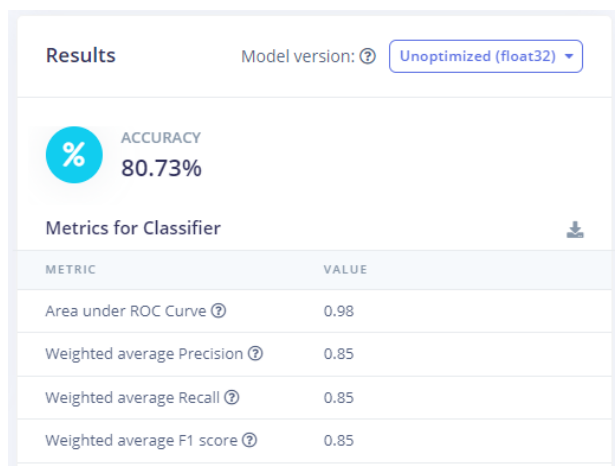 Results Model version: ? Unoptimized (float32)
% ACCURACY
80.73%
Metrics for Classifier
METRIC VALUE
Area under ROC Curve ? 0.98
Weighted average Precision ? 0.85
Weighted average Recall ? 0.85
Weighted average F1 score ? 0.85